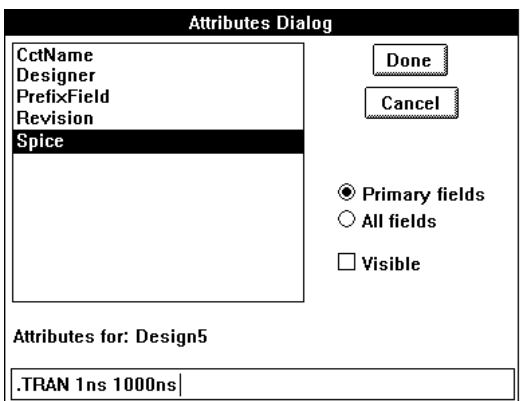 Attributes Dialog
CctName
Designer
PrefixField
Revision
Spice
Done
Cancel
Primary fields
All fields
Visible
Attributes for: Design5
.TRAN 1ns 1000ns